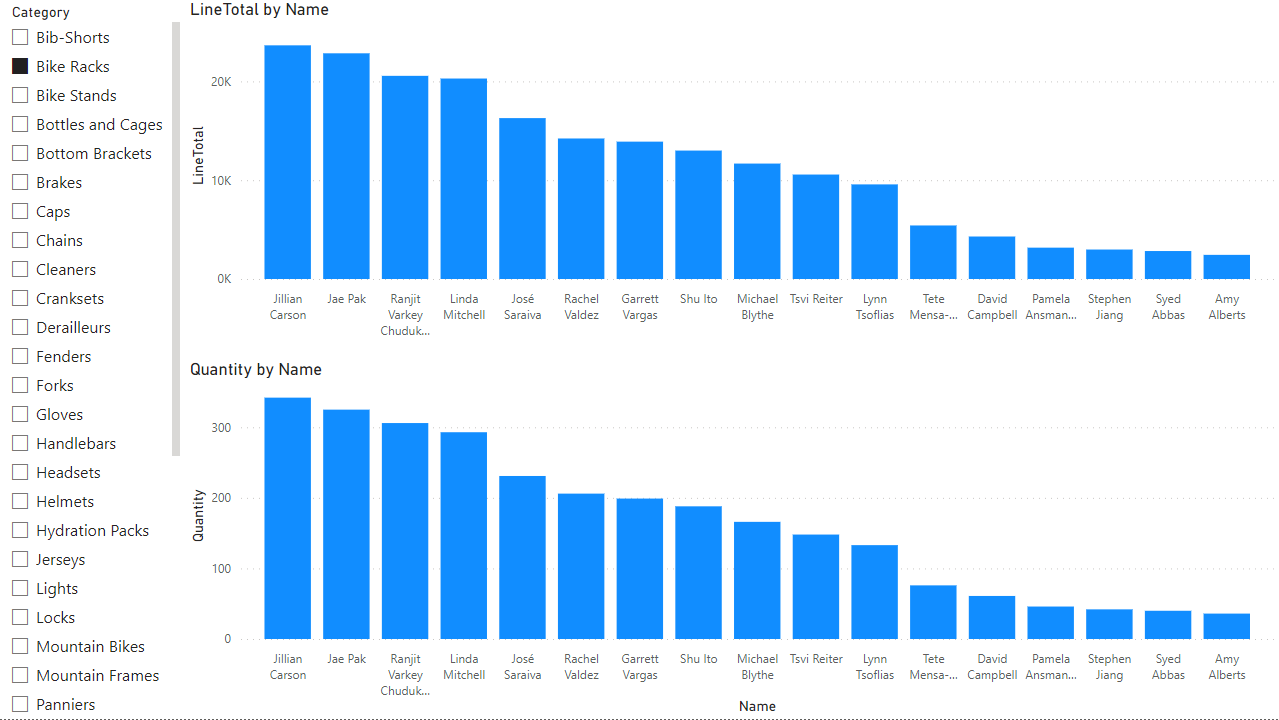 Category
Bib-Shorts
Bike Racks
Bike Stands
Bottles and Cages
Bottom Brackets
Brakes
Caps
Chains
Cleaners
Cranksets
Derailleurs
Fenders
Forks
Gloves
Handlebars
Headsets
Helmets
Hydration Packs
Jerseys
Lights
Locks
Mountain Bikes
Mountain Frames
Panniers
LineTotal by Name
LineTotal
20K
10K
0K
Jillian Carson
Jae Pak
Ranjit Varkey Chuduk...
Linda Mitchell
José Saraiva
Rachel Valdez
Garrett Vargas
Shu Ito
Michael Blythe
Tsvi Reiter
Lynn Tsoflias
Tete Mensa-...
David Campbell
Pamela Ansman...
Stephen Jiang
Syed Abbas
Amy Alberts
Quantity by Name
Quantity
300
200
100
0
Jillian Carson
Jae Pak
Ranjit Varkey Chuduk...
Linda Mitchell
José Saraiva
Rachel Valdez
Garrett Vargas
Shu Ito
Michael Blythe
Tsvi Reiter
Lynn Tsoflias
Tete Mensa-...
David Campbell
Pamela Ansman...
Stephen Jiang
Syed Abbas
Amy Alberts
Name